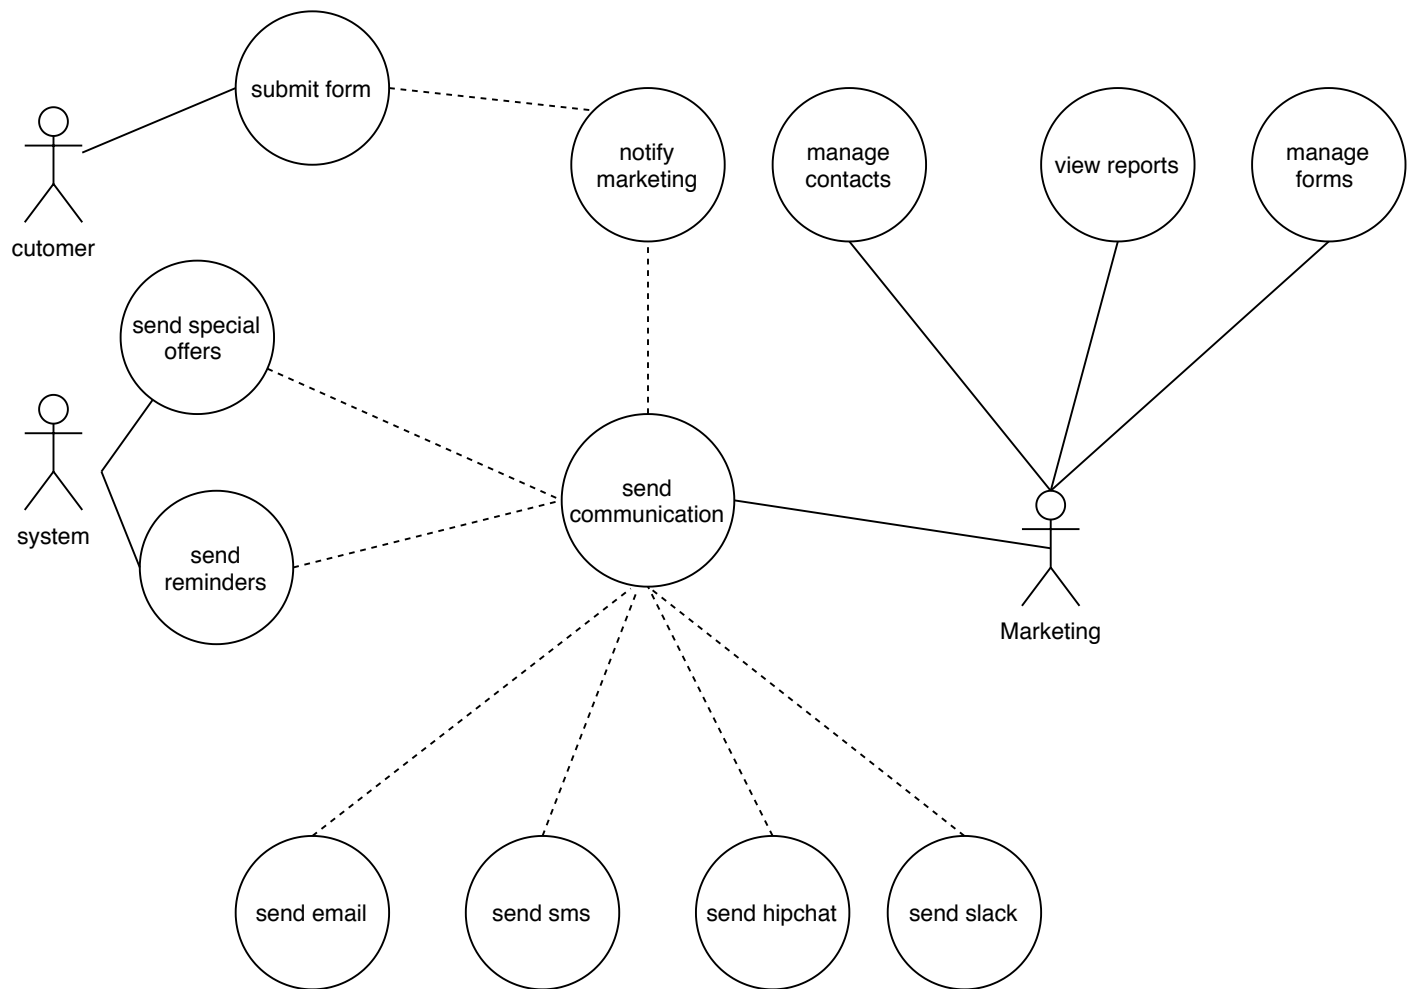 submit form
notify
marketing
manage
contacts
view reports
manage
forms
cutomer
send special
offers
system
send
reminders
send
communication
Marketing
send email
send sms
send hipchat
send slack